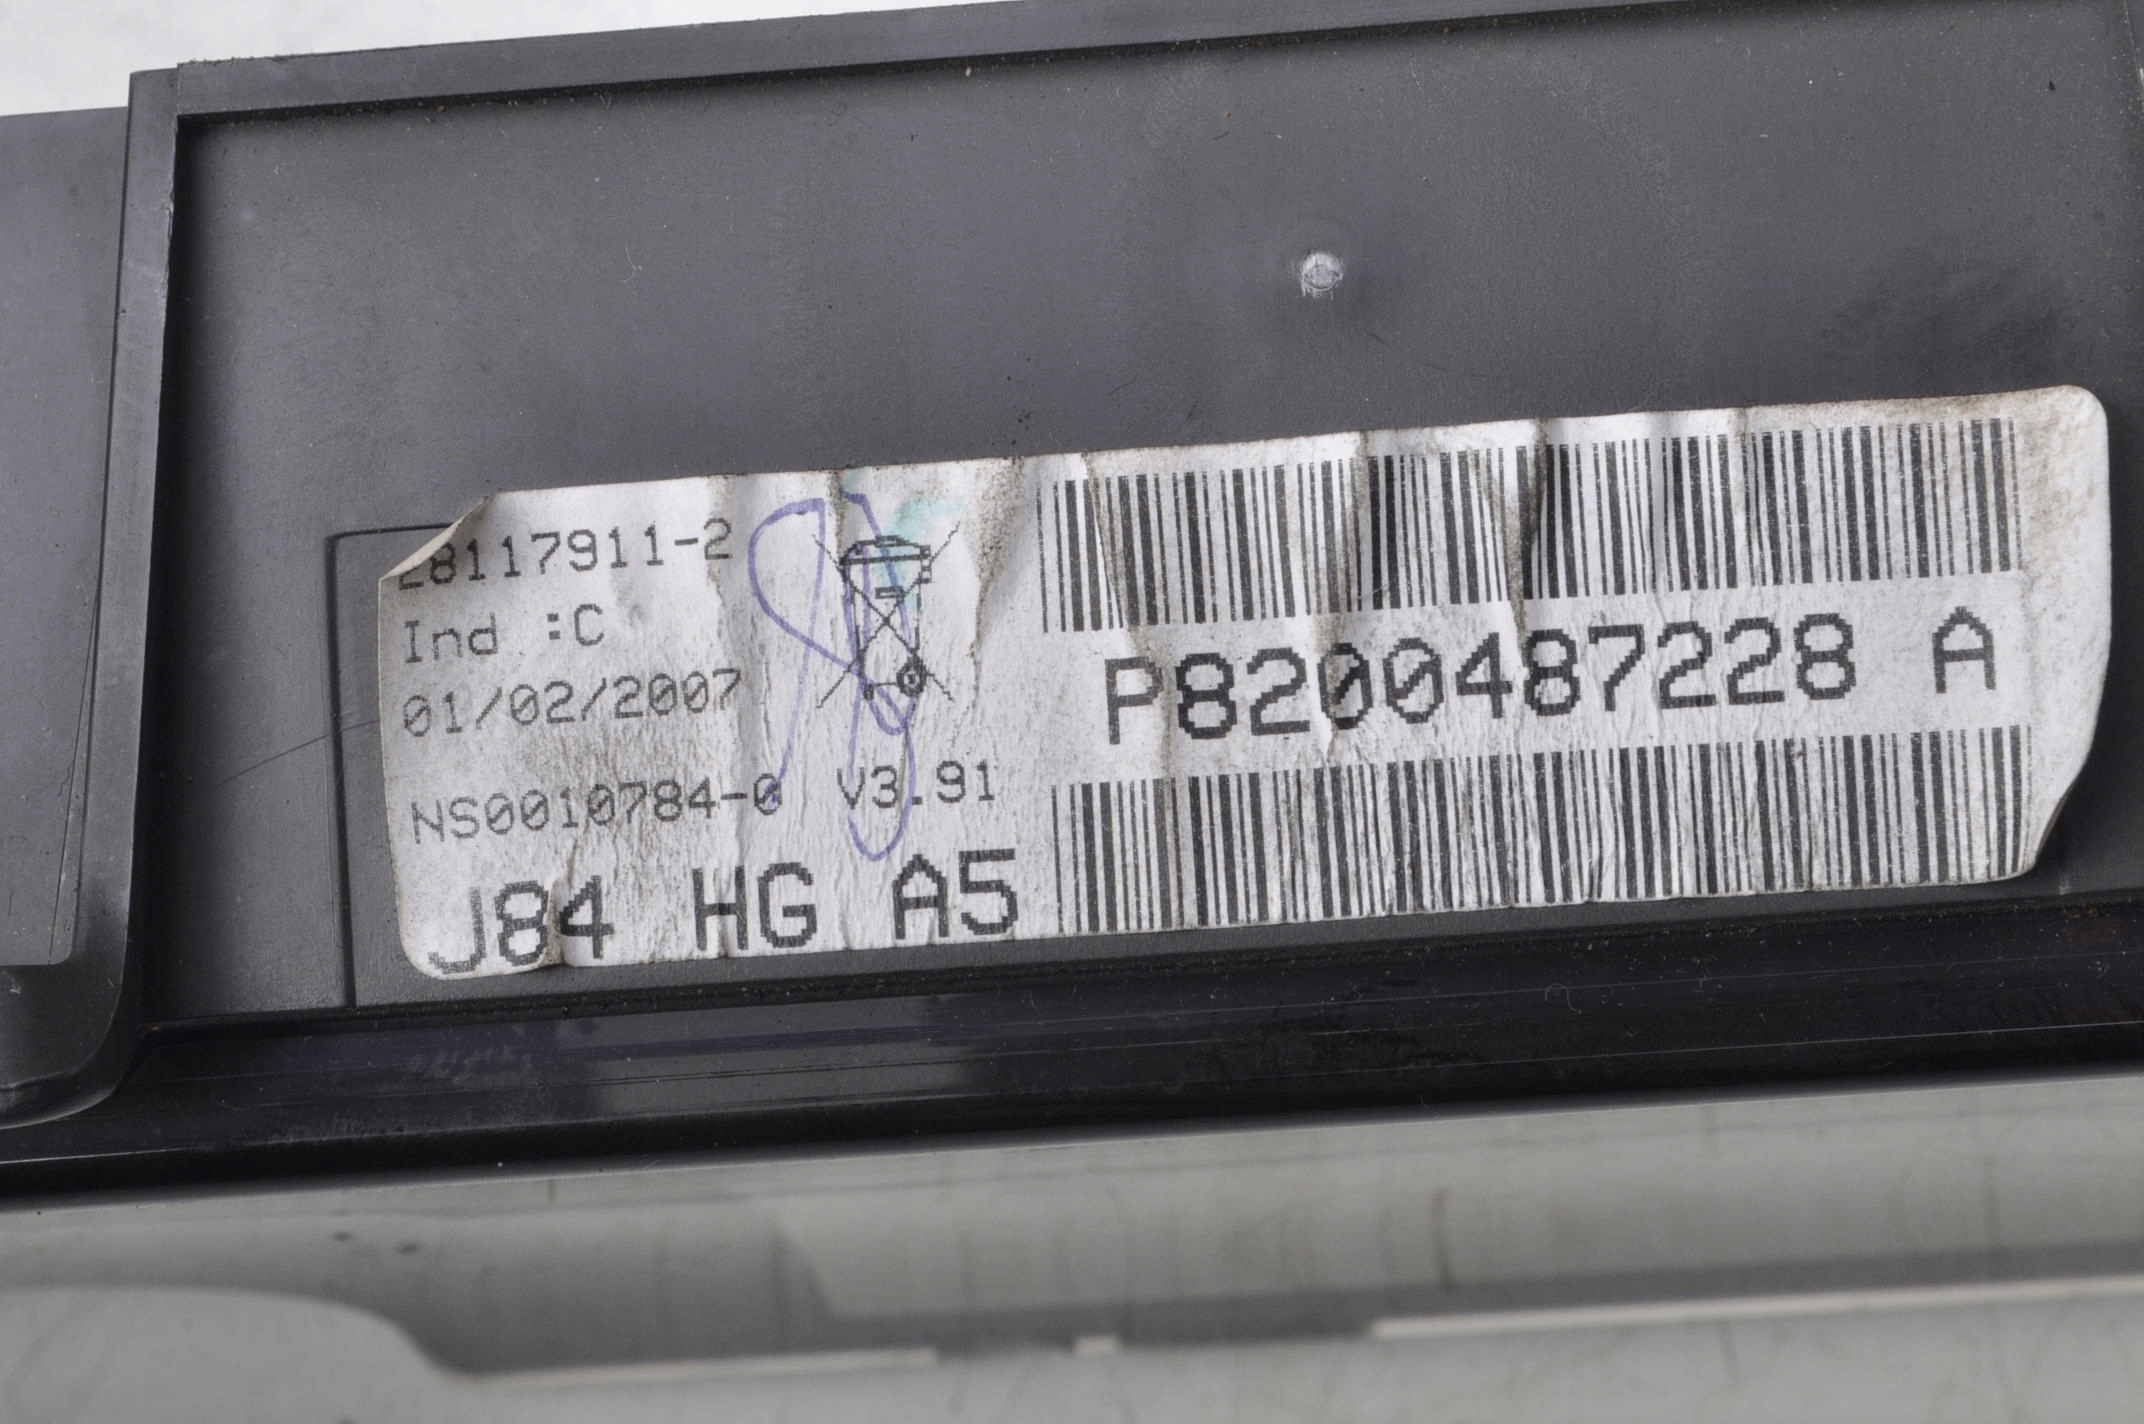 28117911-2
Ind :C
01/02/2007
NS0010784-0 V3.91
J84 HG A5
P8200487228 A